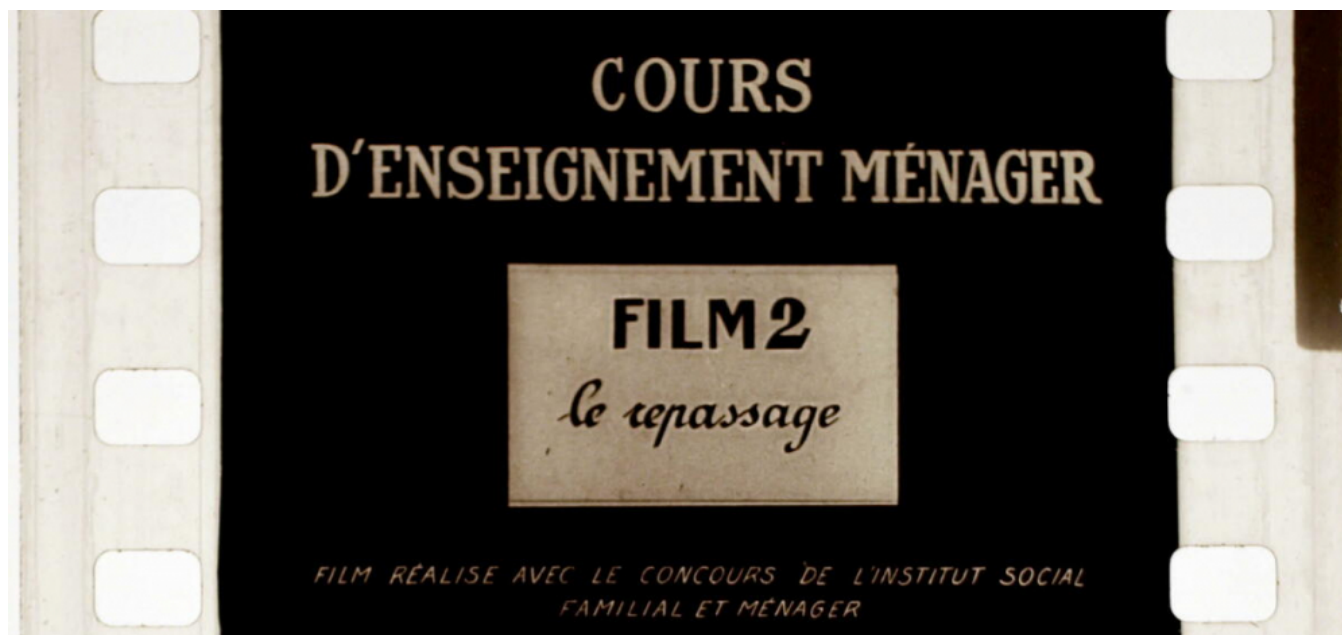 COURS
D'ENSEIGNEMENT MÉNAGER
FILM 2
le repassage
FILM RÉALISE AVEC LE CONCOURS DE L'INSTITUT SOCIAL
FAMILIAL ET MÉNAGER